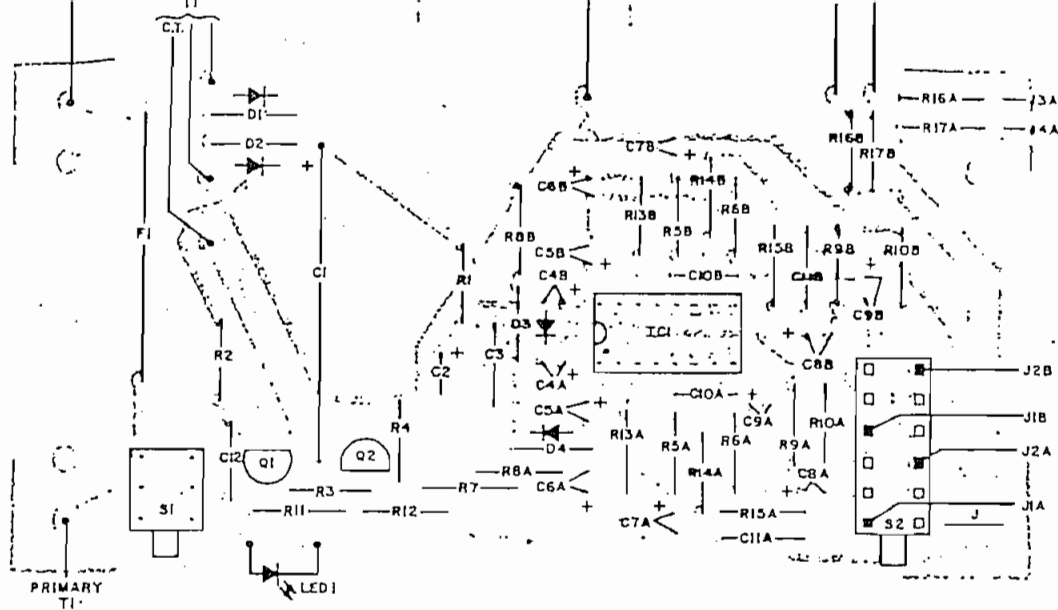 T1
C.T.
D1
D2
F1
C1
R2
C12
Q1
Q2
S1
R3
R11
R12
R4
R7
R1
C2
C3
R8B
D3
C4B
C5B
C6B
C7B
R13B
R5B
R14B
R6B
C10B
IC1
R15B
C11B
R9B
R10B
C9B
C8B
R16B
R17B
R16A
3A
R17A
4A
C4A
C5A
D4
R8A
C6A
C7A
R13A
R5A
R14A
R6A
C10A
C9A
R9A
R10A
C8A
R15A
C11A
S2
J2B
J1B
J2A
J1A
J
LED1
PRIMARY
T1